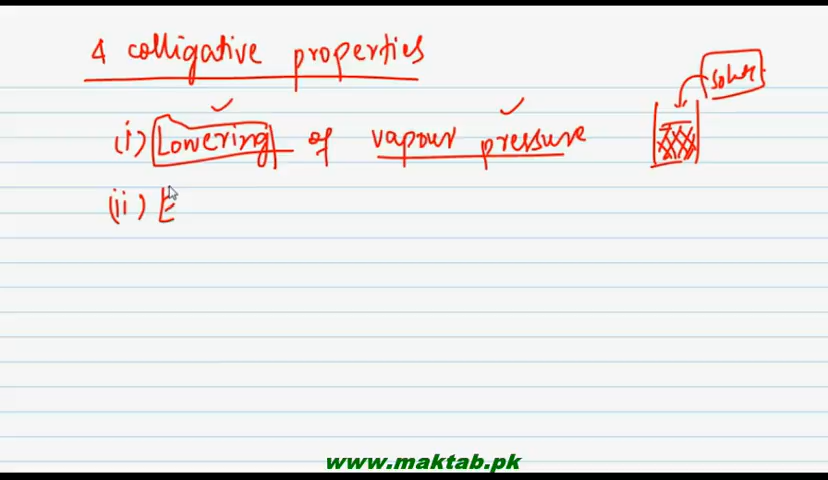 4 colligative properties
solute
(i) Lowering of vapour pressure
(ii) E
www.maktab.pk